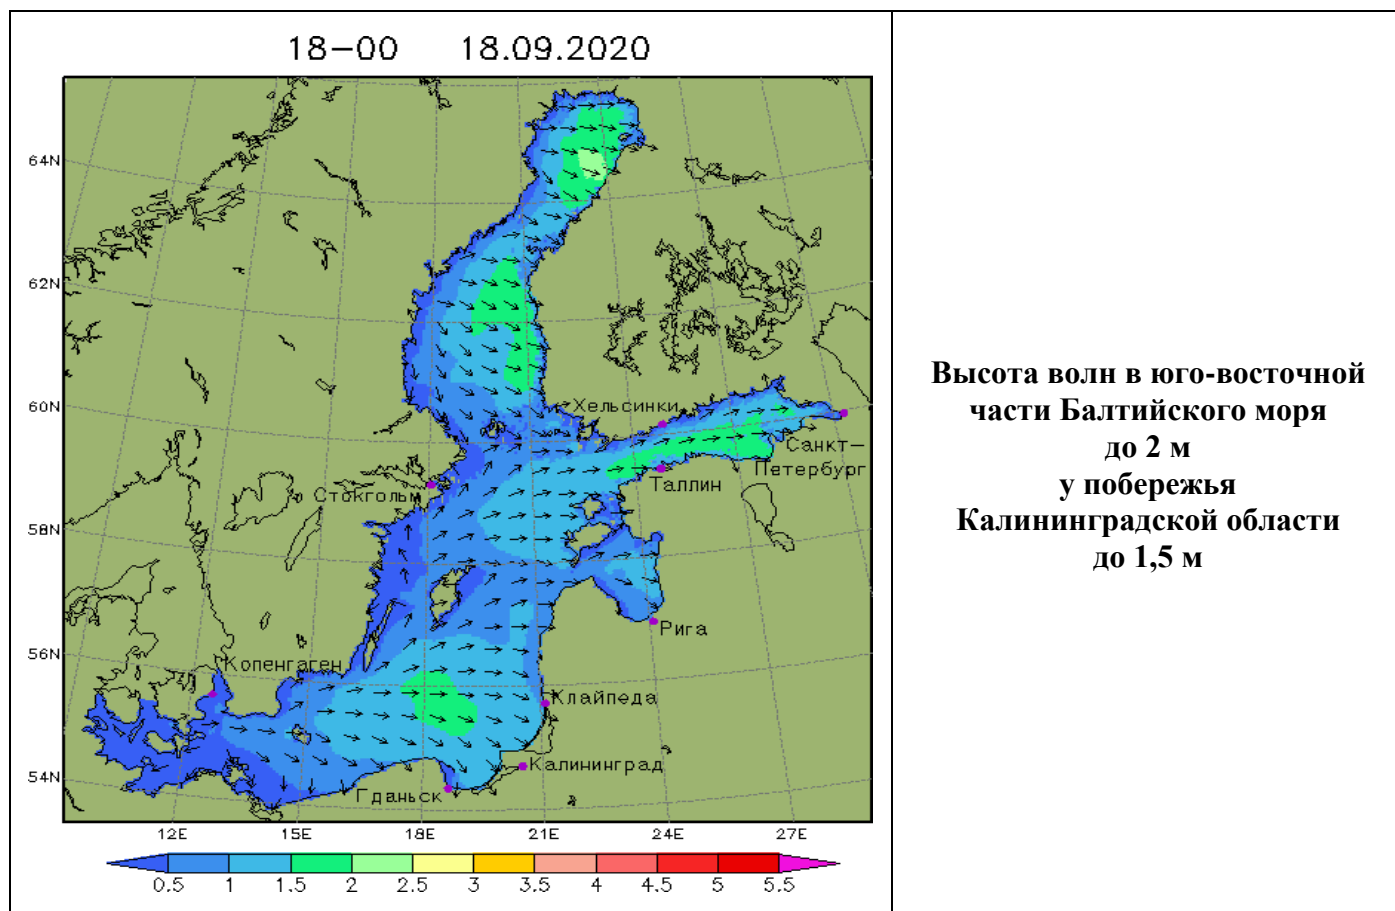 18-00 18.09.2020
64N
62N
60N
58N
56N
54N
Хельсинки
Санкт-
Петербург
Таллин
Стокгольм
Рига
Копенгаген
Клайпеда
Калининград
Гданьск
12E 15E 18E 21E 24E 27E
0.5 1 1.5 2 2.5 3 3.5 4 4.5 5 5.5
Высота волн в юго-восточной
части Балтийского моря
до 2 м
у побережья
Калининградской области
до 1,5 м